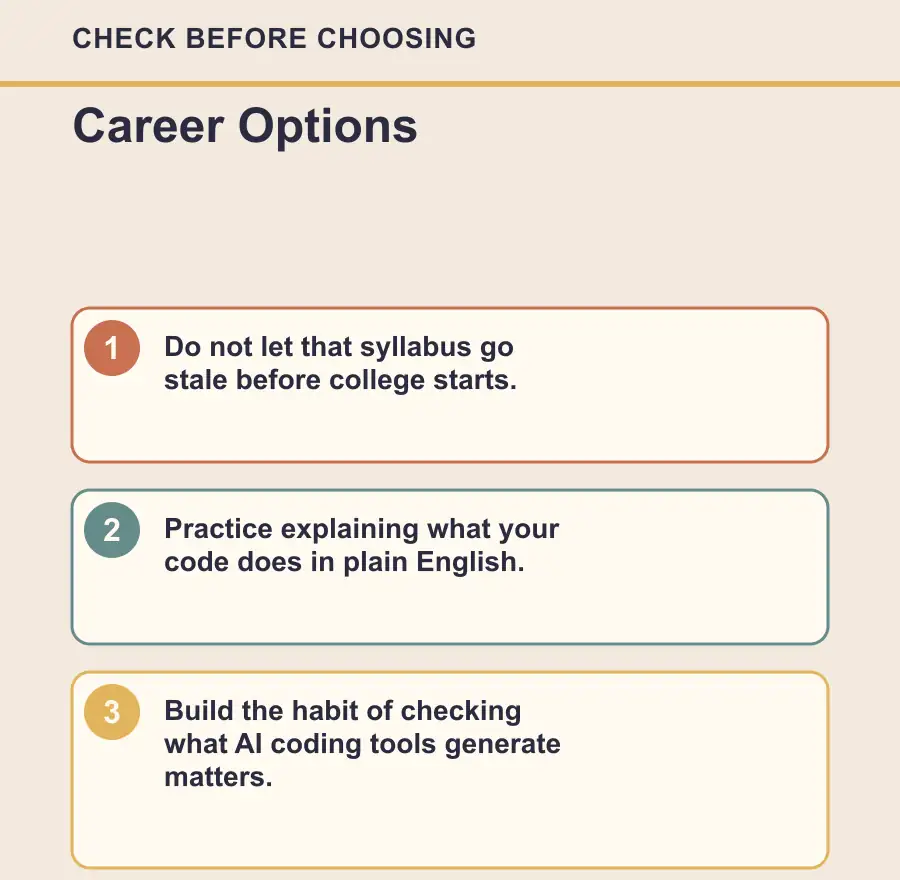 CHECK BEFORE CHOOSING
Career Options
1
Do not let that syllabus go
stale before college starts.
2
Practice explaining what your
code does in plain English.
3
Build the habit of checking
what AI coding tools generate
matters.